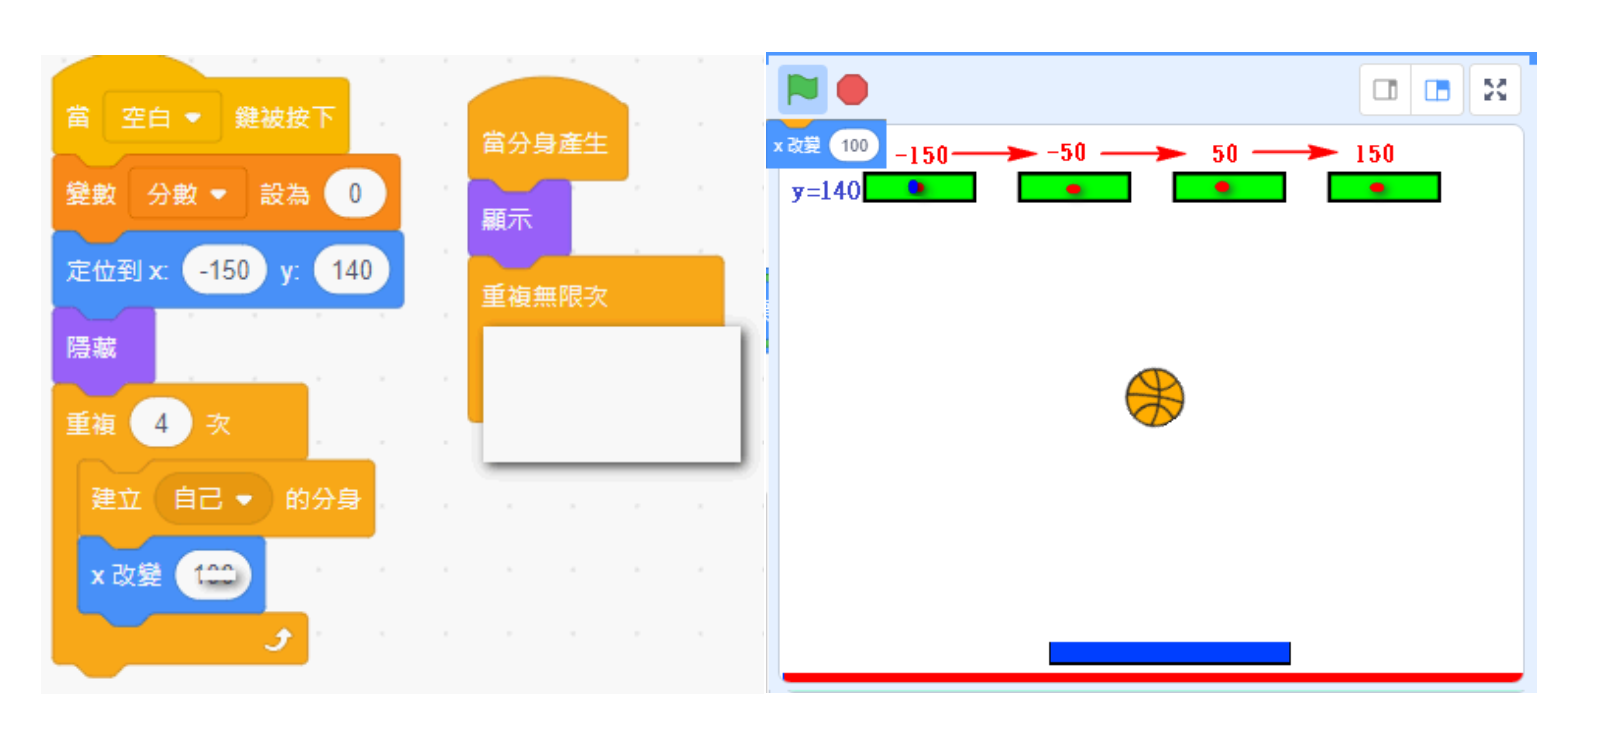 當 空白 鍵被按下
變數 分數 設為 0
定位到 x: -150 y: 140
隱藏
重複 4 次
建立 自己 的分身
x 改變
當分身產生
顯示
重複無限次
x 改變 100
-150 -50 50 150
y=140